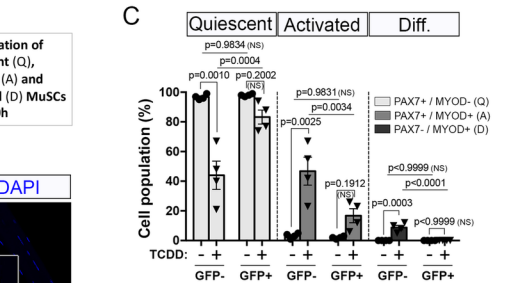 C
Quiescent Activated Diff.
ation of
nt (Q),
(A) and
(D) MuSCs
h
DAPI
p=0.9834 (NS)
p=0.0004
p=0.0010 p=0.2002
(NS)
p=0.9831 (NS)
p=0.0034
p=0.0025
p=0.1912
(NS)
PAX7+ / MYOD- (Q)
PAX7+ / MYOD+ (A)
PAX7- / MYOD+ (D)
p<0.9999 (NS)
p<0.0001
p=0.0003
p<0.9999 (NS)
Cell population (%)
100
80
60
40
20
0
TCDD: - + - + - + - + - + - +
GFP- GFP+ GFP- GFP+ GFP- GFP+